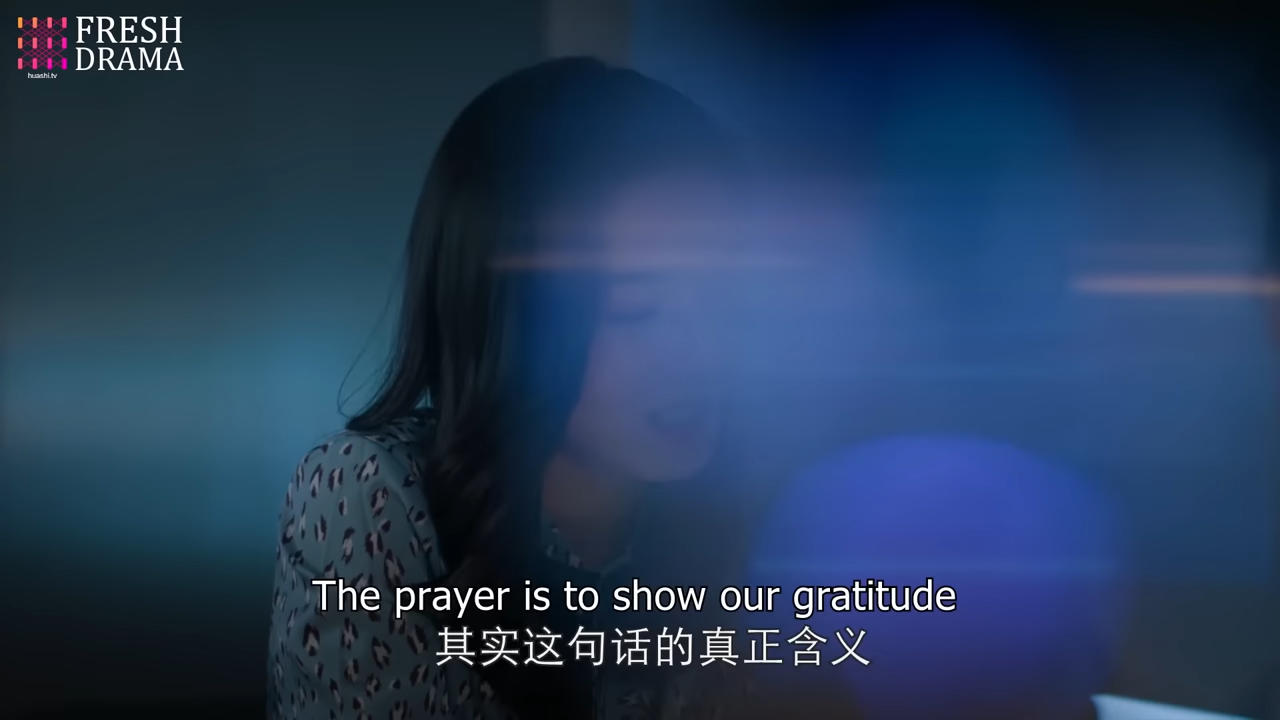 FRESH
DRAMA
huashi.tv
The prayer is to show our gratitude
其实这句话的真正含义